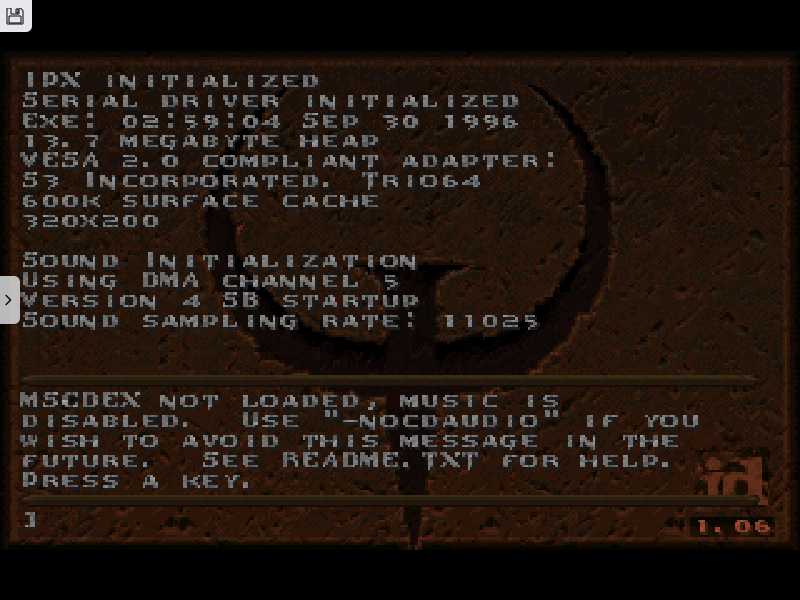 IPX initialized
Serial driver initialized
Exe: 02:59:04 Sep 30 1996
13.7 megabyte heap
VESA 2.0 compliant adapter:
S3 Incorporated. Trio64
600k surface cache
320x200
Sound Initialization
Using DMA channel 5
Version 4 SB startup
Sound sampling rate: 11025
MSCDEX not loaded, music is
disabled.  Use "-nocdaudio" if you
wish to avoid this message in the
future.  See README.TXT for help.
Press a key.
]
id
1.06